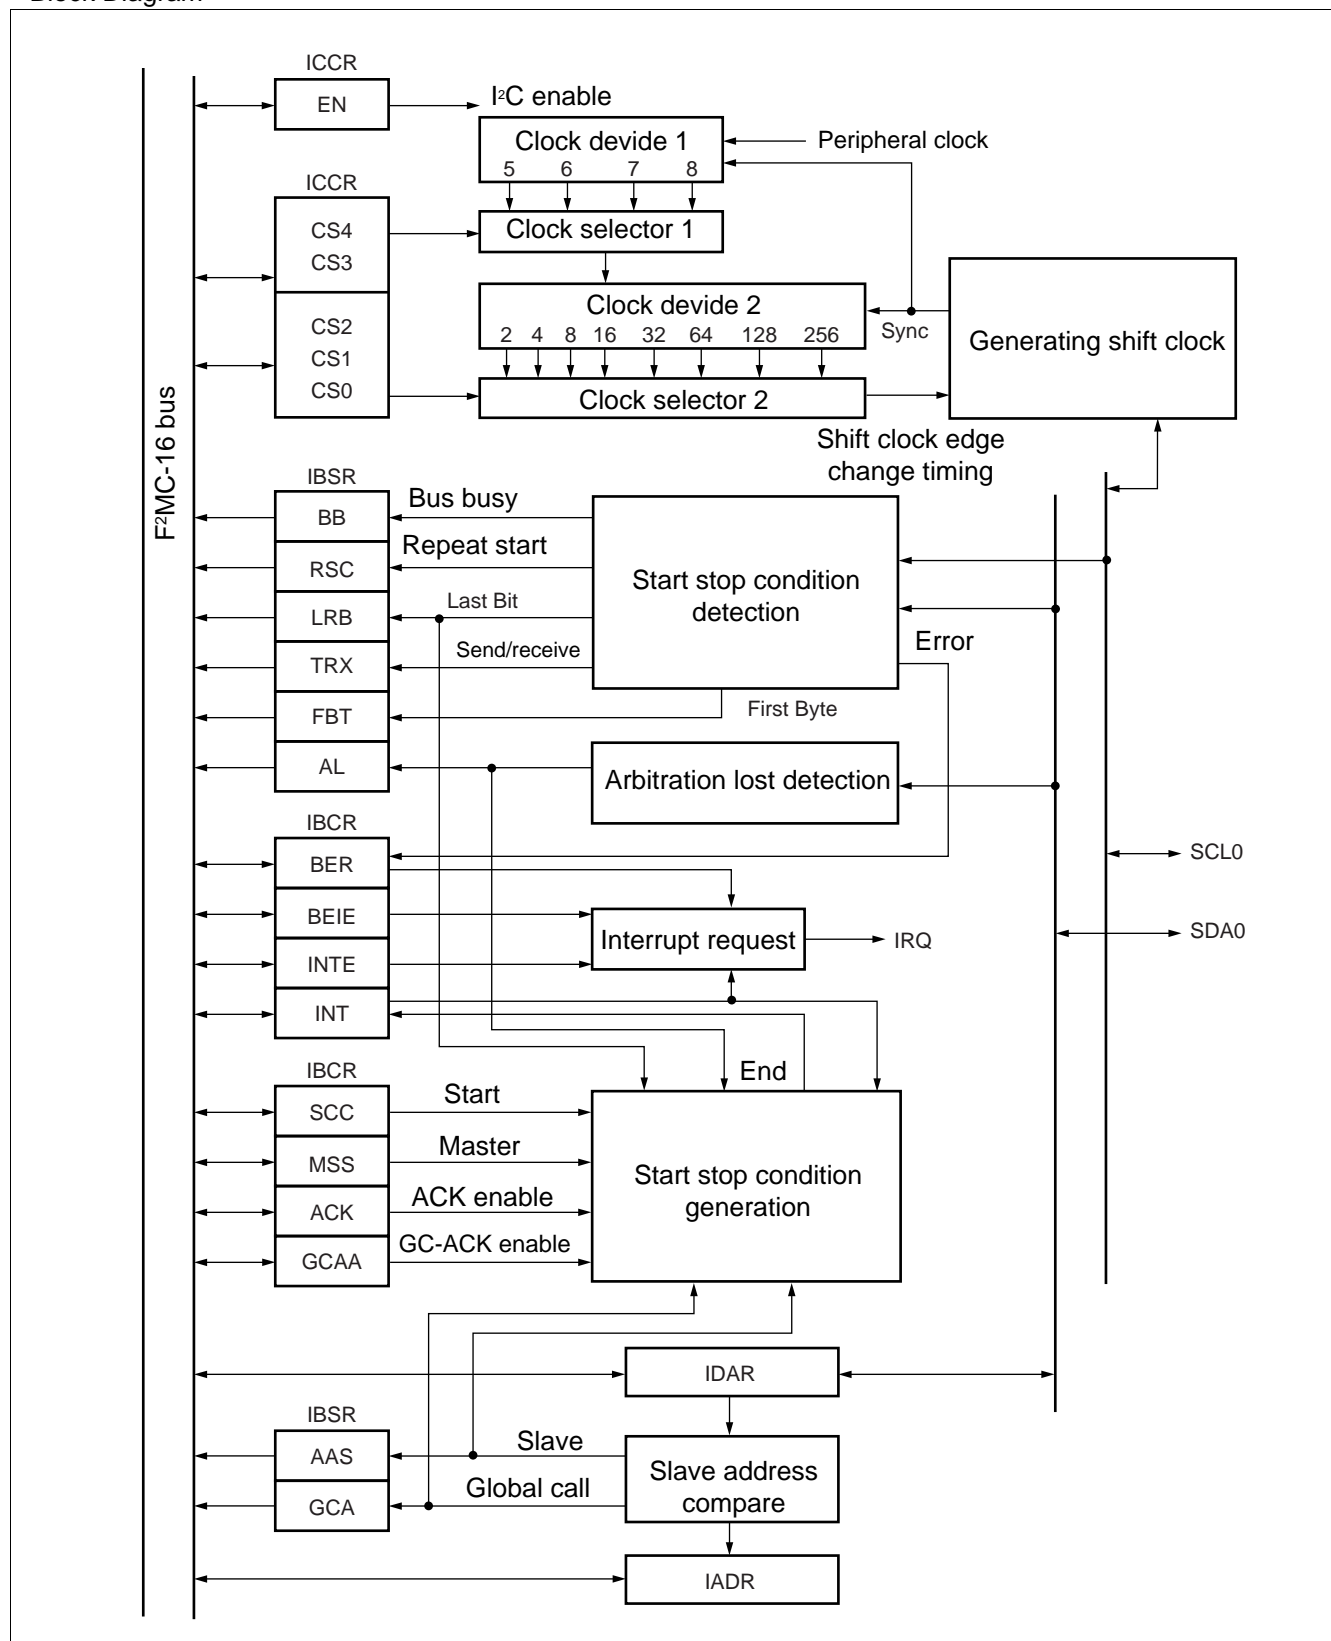 Block Diagram
ICCR
EN
I²C enable
Clock devide 1
5 6 7 8
Peripheral clock
ICCR
CS4
CS3
Clock selector 1
CS2
CS1
CS0
Clock devide 2
2 4 8 16 32 64 128 256
Sync
Generating shift clock
Clock selector 2
Shift clock edge
change timing
F²MC-16 bus
IBSR
BB
Bus busy
RSC
Repeat start
LRB
Last Bit
TRX
Send/receive
FBT
First Byte
AL
Start stop condition
detection
Error
Arbitration lost detection
IBCR
BER
BEIE
INTE
INT
Interrupt request
IRQ
SCL0
SDA0
End
IBCR
SCC
Start
MSS
Master
ACK
ACK enable
GCAA
GC-ACK enable
Start stop condition
generation
IDAR
IBSR
AAS
Slave
GCA
Global call
Slave address
compare
IADR